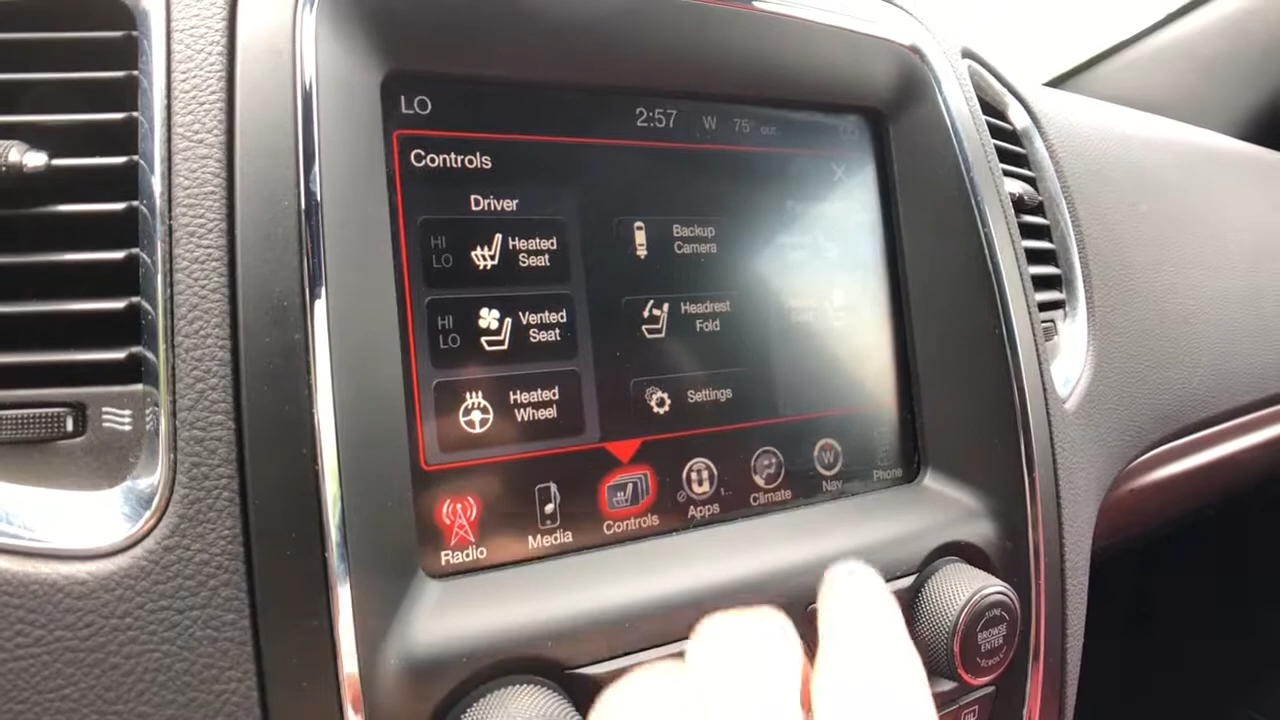 LO
2:57
W
75° OUT
Controls
Driver
HI
LO
Heated
Seat
Backup
Camera
HI
LO
Vented
Seat
Headrest
Fold
Heated
Wheel
Settings
Radio
Media
Controls
Apps
Climate
W
Nav
Phone
TUNE
BROWSE
ENTER
SCROLL